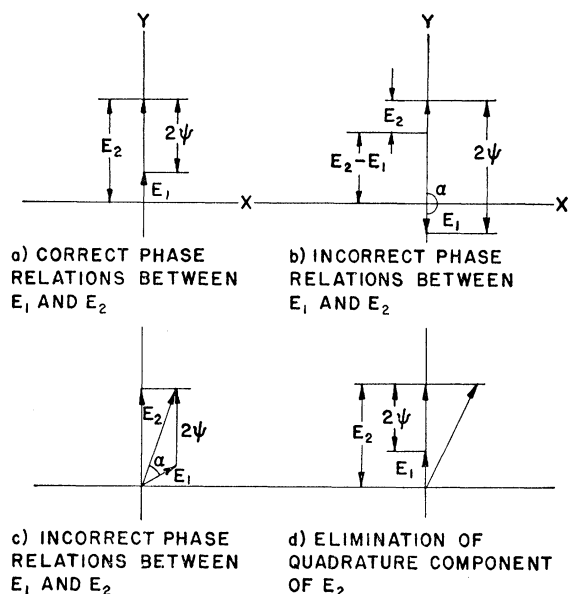 Y
Y
E₂
2ψ
E₁
X
E₂
E₂-E₁
2ψ
α
E₁
X
a) CORRECT PHASE
RELATIONS BETWEEN
E₁ AND E₂
b) INCORRECT PHASE
RELATIONS BETWEEN
E₁ AND E₂
E₂
2ψ
α
E₁
E₂
2ψ
E₁
c) INCORRECT PHASE
RELATIONS BETWEEN
E₁ AND E₂
d) ELIMINATION OF
QUADRATURE COMPONENT
OF E₂